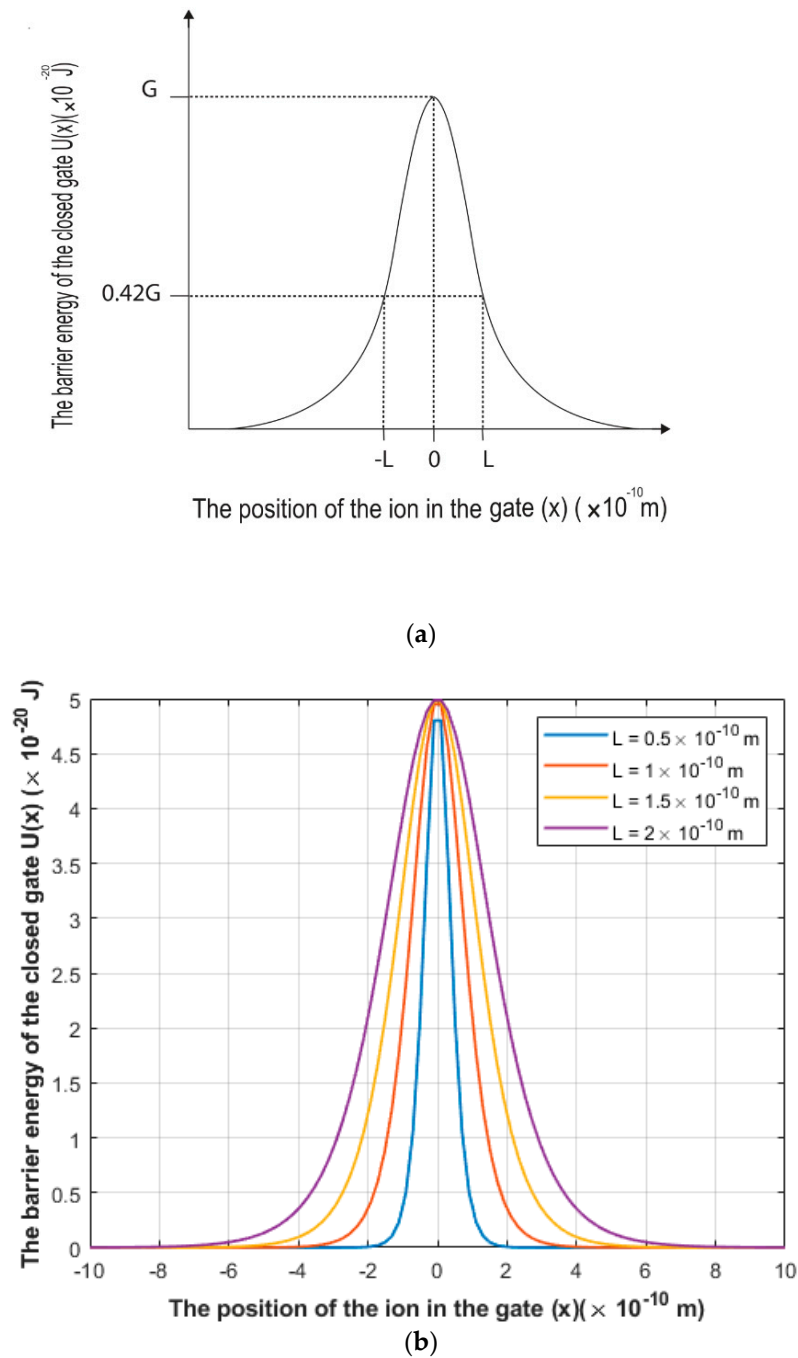 The barrier energy of the closed gate U(x)(×10⁻²⁰J)
G
0.42G
-L 0 L
The position of the ion in the gate (x) ( ×10⁻¹⁰m)
(a)
The barrier energy of the closed gate U(x) (× 10⁻²⁰ J)
5
4.5
4
3.5
3
2.5
2
1.5
1
0.5
0
L = 0.5× 10⁻¹⁰ m
L = 1× 10⁻¹⁰ m
L = 1.5× 10⁻¹⁰ m
L = 2× 10⁻¹⁰ m
-10 -8 -6 -4 -2 0 2 4 6 8 10
The position of the ion in the gate (x)(× 10⁻¹⁰ m)
(b)